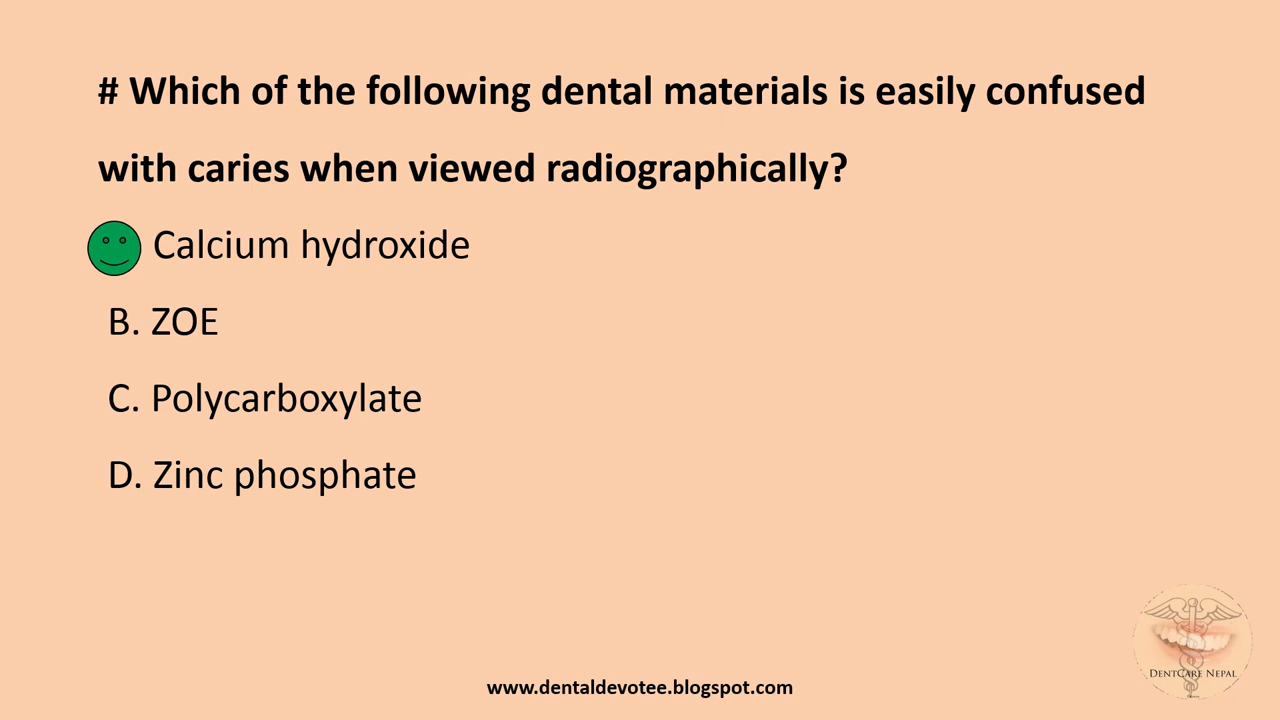 # Which of the following dental materials is easily confused
with caries when viewed radiographically?
Calcium hydroxide
B. ZOE
C. Polycarboxylate
D. Zinc phosphate
DentCare Nepal
www.dentaldevotee.blogspot.com